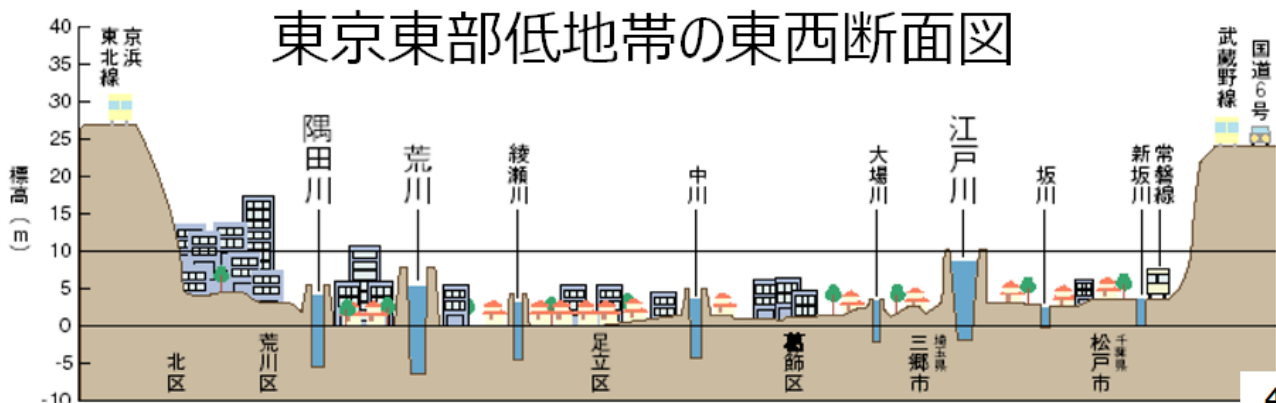 東京東部低地帯の東西断面図
標高(m)
40
35
30
25
20
15
10
5
0
-5
-10
京浜
東北線
隅田川
荒川
綾瀬川
中川
大場川
江戸川
坂川
新坂川
常磐線
武蔵野線
国道6号
北区
荒川区
足立区
葛飾区
三郷市
埼玉県
松戸市
千葉県